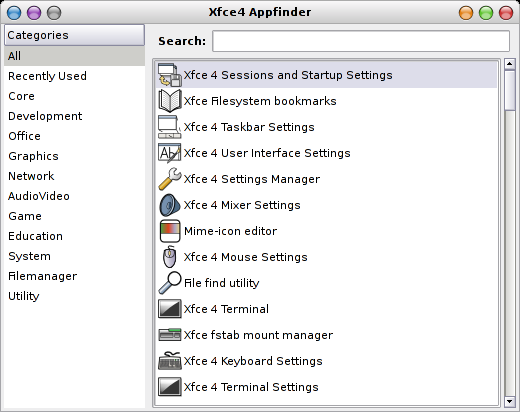 Xfce4 Appfinder
Categories
All
Recently Used
Core
Development
Office
Graphics
Network
AudioVideo
Game
Education
System
Filemanager
Utility
Search:
Xfce 4 Sessions and Startup Settings
Xfce Filesystem bookmarks
Xfce 4 Taskbar Settings
Xfce 4 User Interface Settings
Xfce 4 Settings Manager
Xfce 4 Mixer Settings
Mime-icon editor
Xfce 4 Mouse Settings
File find utility
Xfce 4 Terminal
Xfce fstab mount manager
Xfce 4 Keyboard Settings
Xfce 4 Terminal Settings